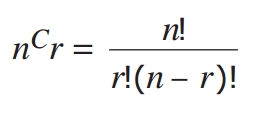 nCr = n! / r!(n – r)!